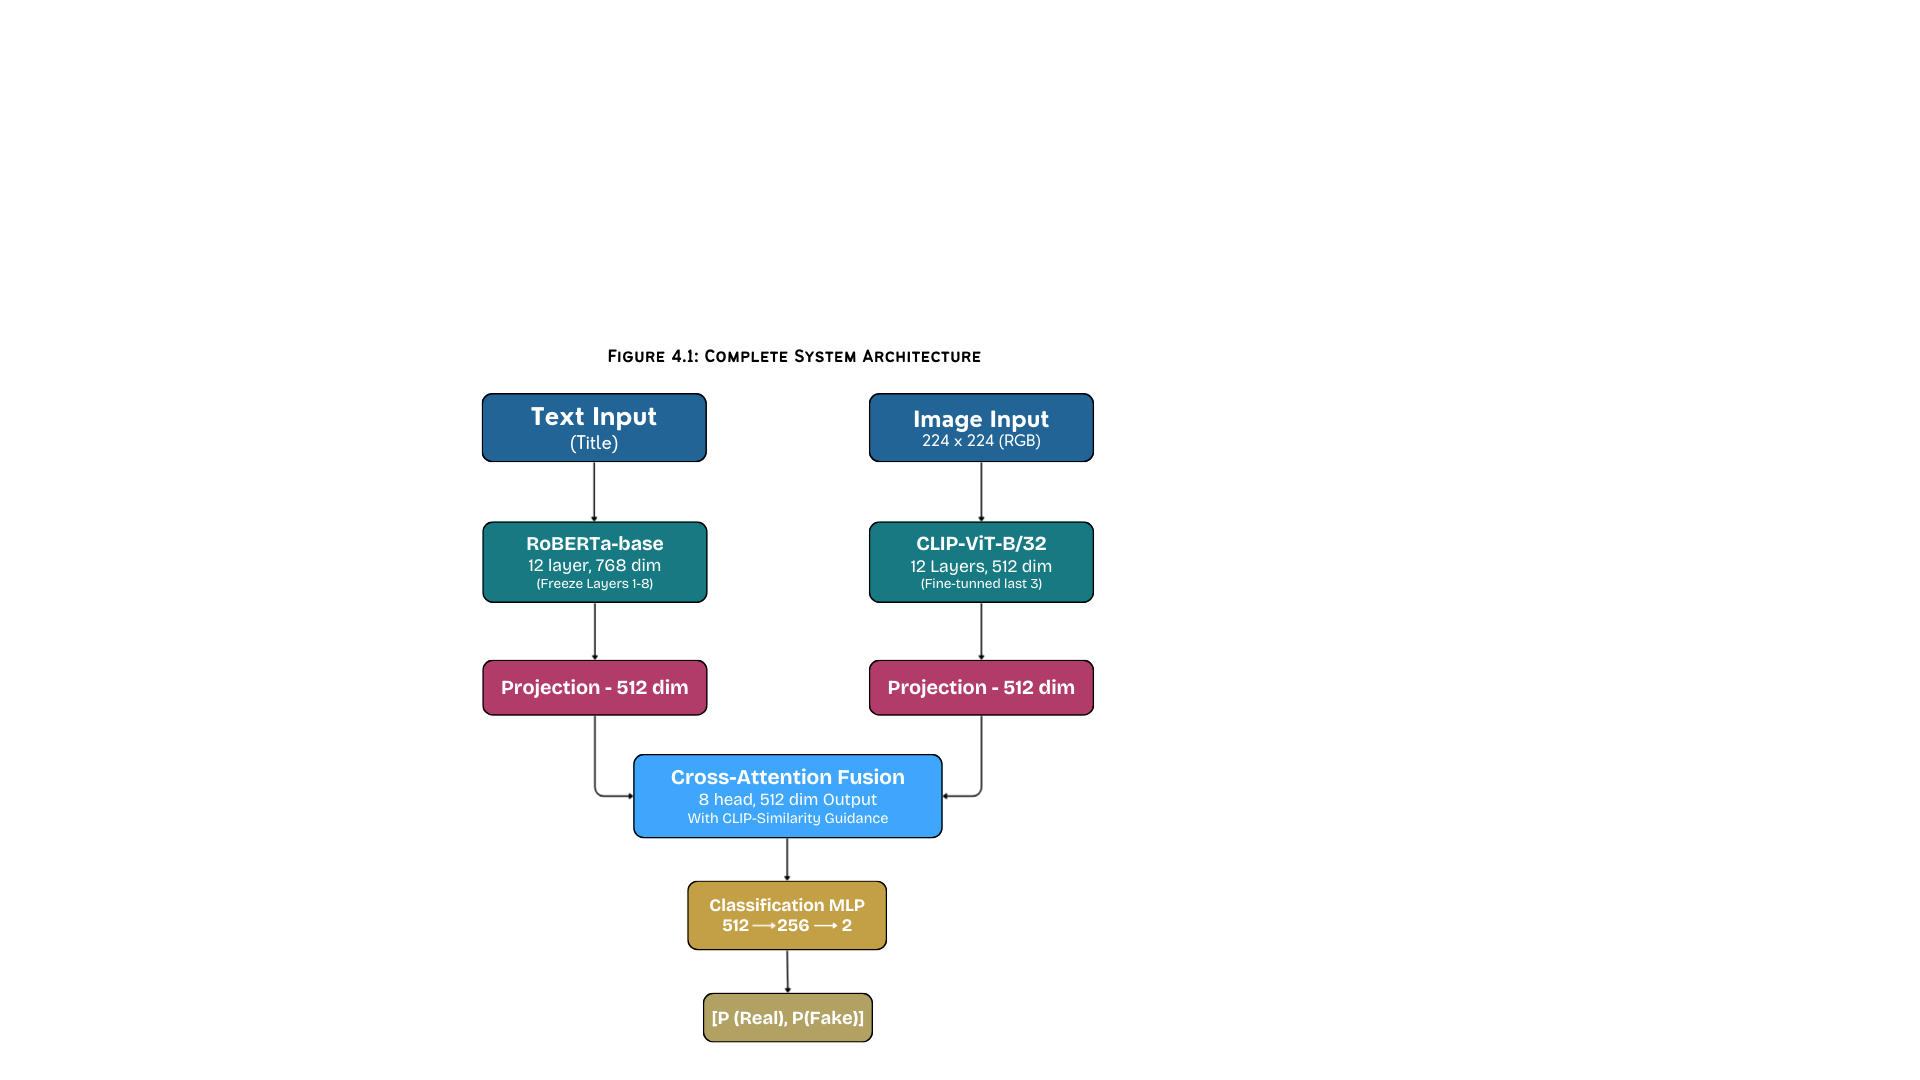 Figure 4.1: Complete System Architecture
Text Input
(Title)
Image Input
224 x 224 (RGB)
RoBERTa-base
12 layer, 768 dim
(Freeze Layers 1-8)
CLIP-ViT-B/32
12 Layers, 512 dim
(Fine-tunned last 3)
Projection - 512 dim
Projection - 512 dim
Cross-Attention Fusion
8 head, 512 dim Output
With CLIP-Similarity Guidance
Classification MLP
512 → 256 → 2
[P (Real), P(Fake)]